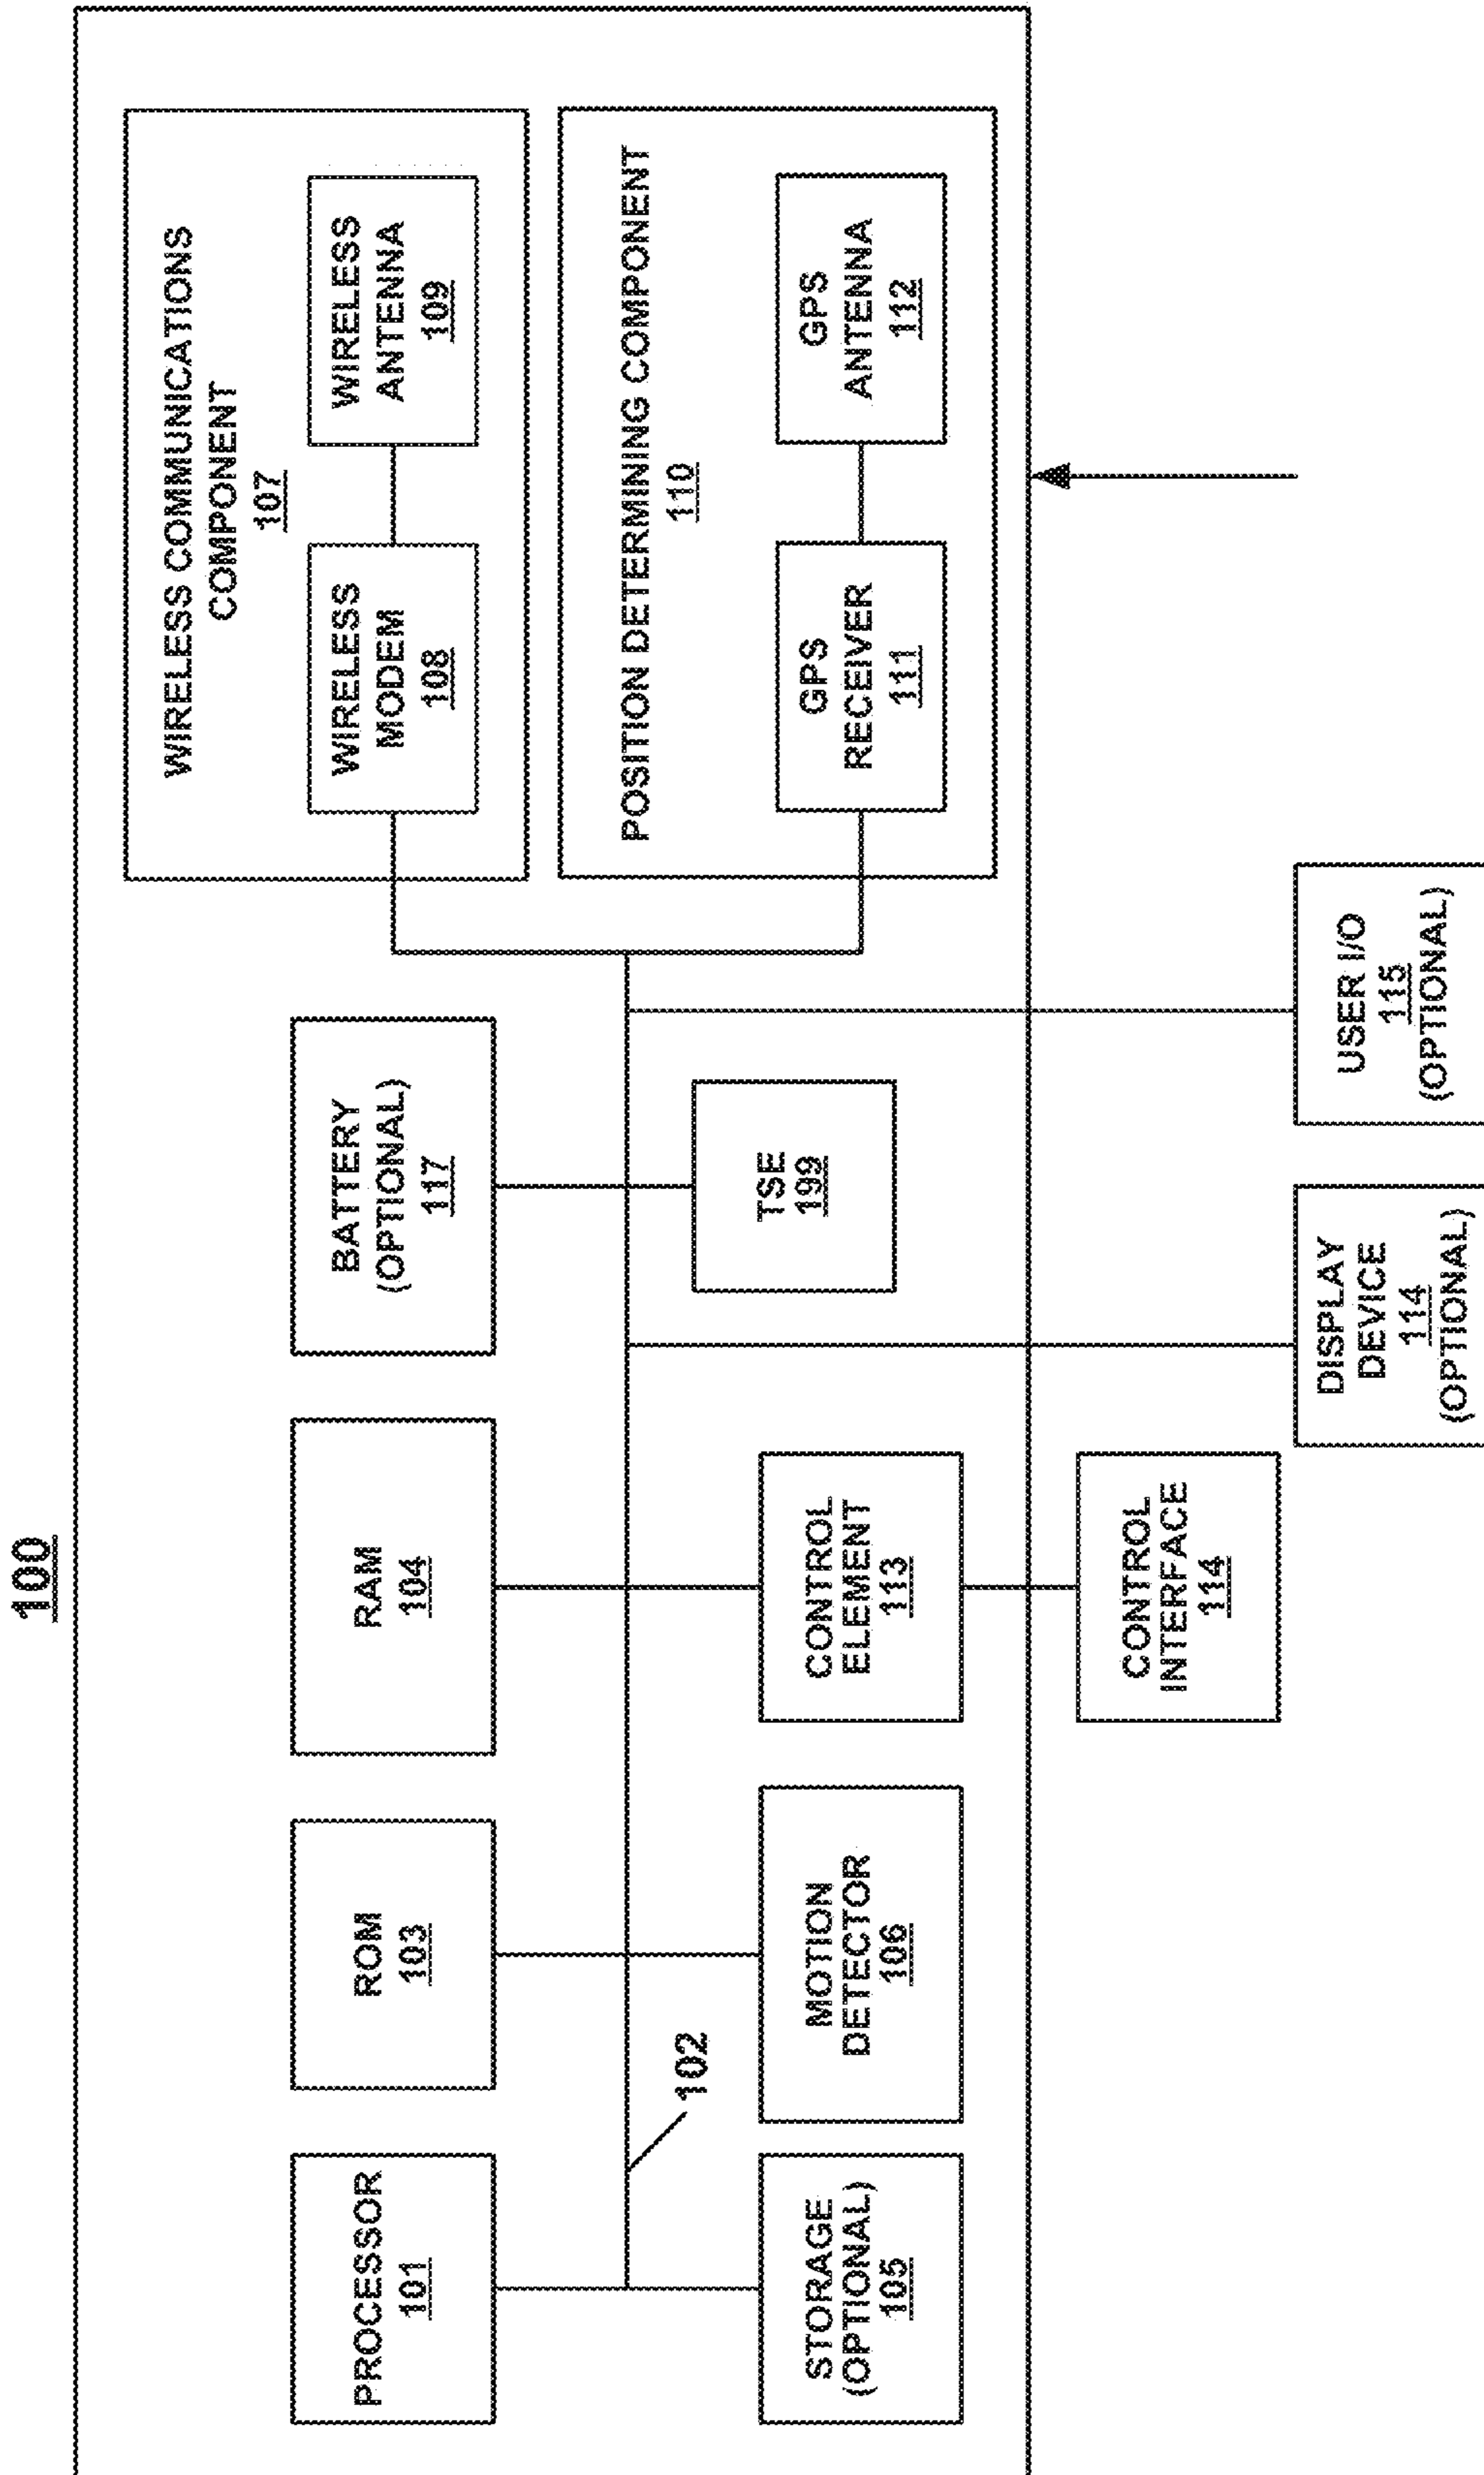 100
PROCESSOR
101
ROM
103
RAM
104
BATTERY
(OPTIONAL)
117
WIRELESS COMMUNICATIONS
COMPONENT
107
WIRELESS
MODEM
108
WIRELESS
ANTENNA
109
102
STORAGE
(OPTIONAL)
105
MOTION
DETECTOR
106
CONTROL
ELEMENT
113
TSE
199
POSITION DETERMINING COMPONENT
110
GPS
RECEIVER
111
GPS
ANTENNA
112
CONTROL
INTERFACE
114
DISPLAY
DEVICE
114
(OPTIONAL)
USER I/O
115
(OPTIONAL)